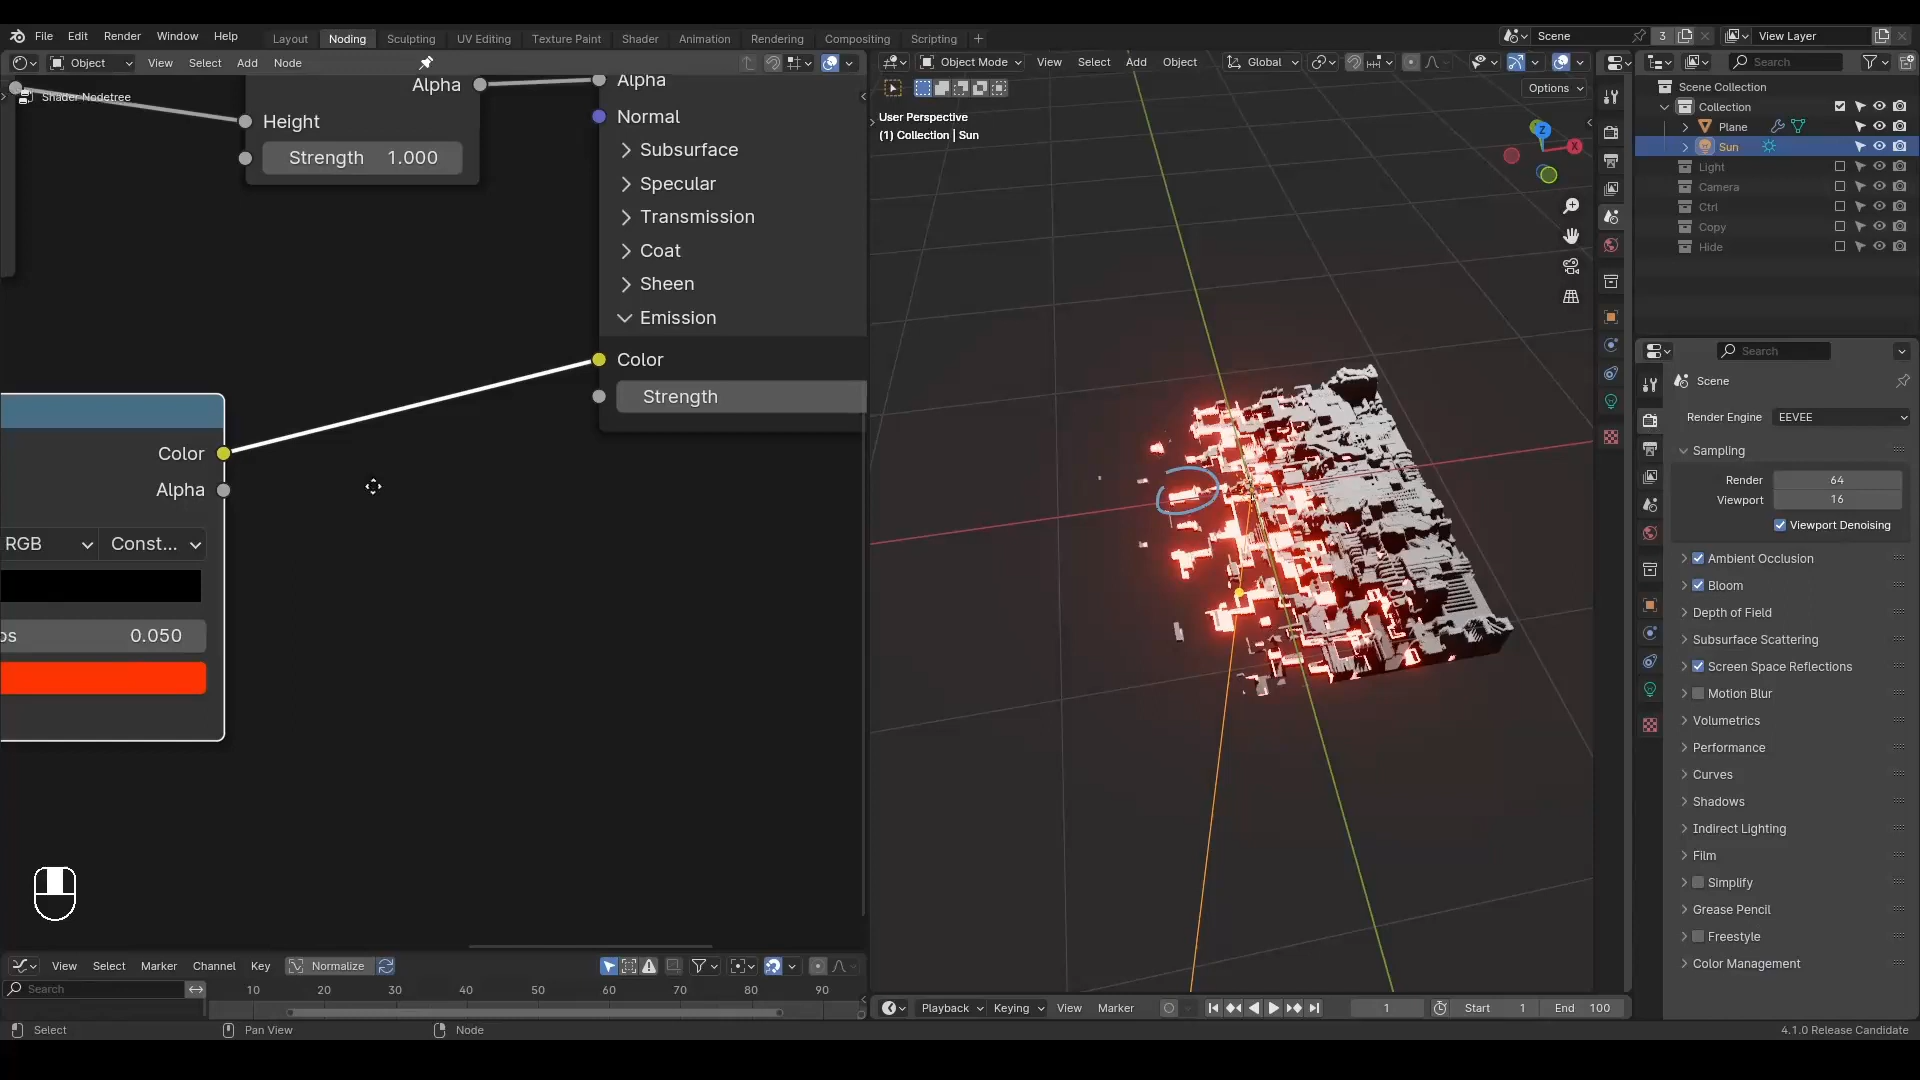 File Edit Render Window Help Layout Noding Sculpting UV Editing Texture Paint Shader Animation Rendering Compositing Scripting + Scene 3 View Layer
Object View Select Add Node Object Mode View Select Add Object Global Search
Options
Shader Nodetree
Alpha
Alpha
Height
Strength 1.000
Normal
Subsurface
Specular
Transmission
Coat
Sheen
Emission
Color
Strength
Color
Alpha
RGB Const...
os 0.050
User Perspective
(1) Collection | Sun
Z
X
Scene Collection
Collection
Plane
Sun
Light
Camera
Ctrl
Copy
Hide
Search
Scene
Render Engine EEVEE
Sampling
Render 64
Viewport 16
Viewport Denoising
Ambient Occlusion
Bloom
Depth of Field
Subsurface Scattering
Screen Space Reflections
Motion Blur
Volumetrics
Performance
Curves
Shadows
Indirect Lighting
Film
Simplify
Grease Pencil
Freestyle
Color Management
View Select Marker Channel Key Normalize
Search 10 20 30 40 50 60 70 80 90
Playback Keying View Marker 1 Start 1 End 100
Select Pan View Node 4.1.0 Release Candidate